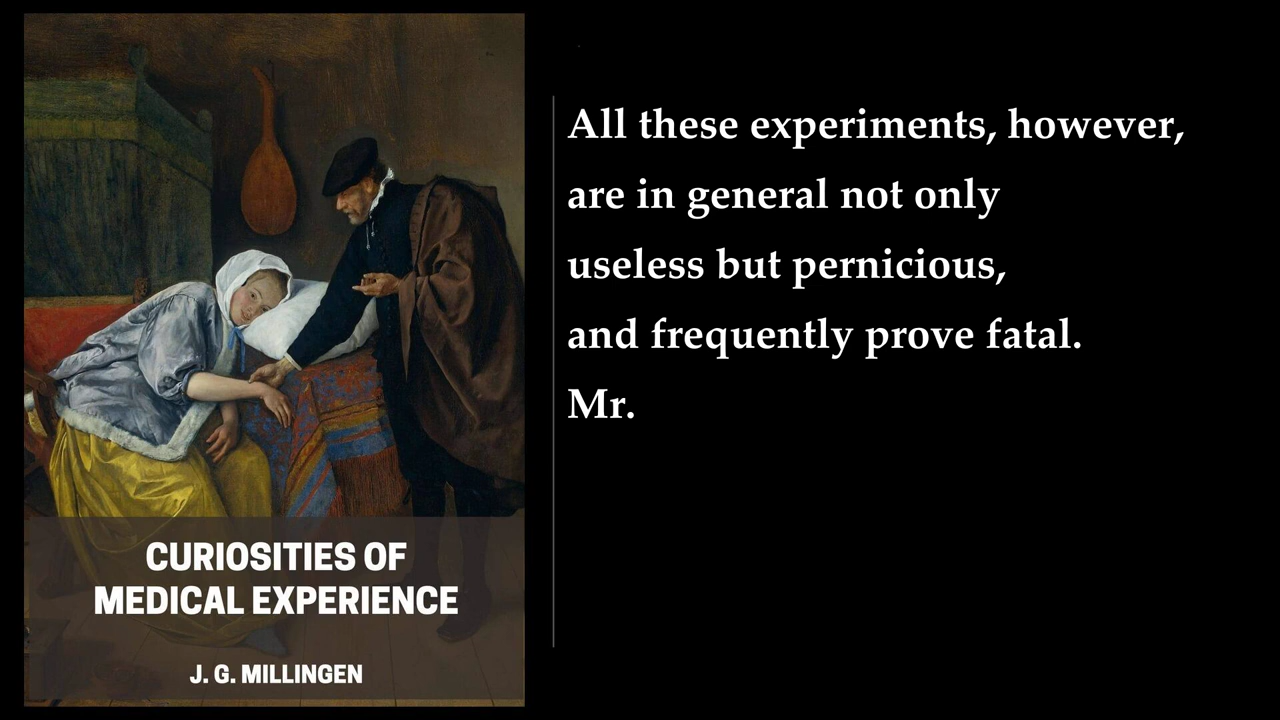 All these experiments, however,
are in general not only
useless but pernicious,
and frequently prove fatal.
Mr.
CURIOSITIES OF
MEDICAL EXPERIENCE
J. G. MILLINGEN